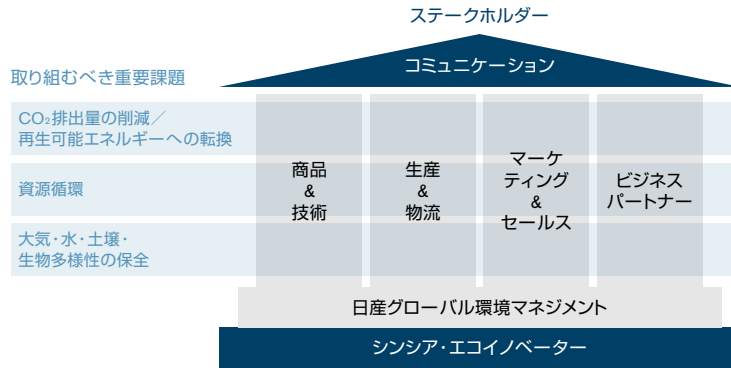 ステークホルダー
コミュニケーション
取り組むべき重要課題
CO₂排出量の削減／
再生可能エネルギーへの転換
資源循環
大気・水・土壌・
生物多様性の保全
商品
&
技術
生産
&
物流
マーケ
ティング
&
セールス
ビジネス
パートナー
日産グローバル環境マネジメント
シンシア・エコイノベーター